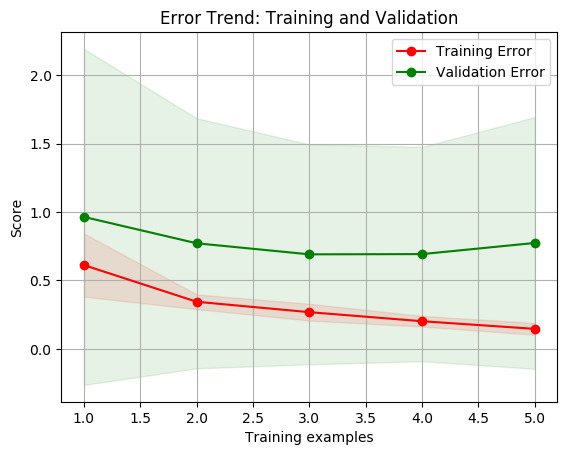 Error Trend: Training and Validation
Training Error
Validation Error
Score
2.0
1.5
1.0
0.5
0.0
1.0 1.5 2.0 2.5 3.0 3.5 4.0 4.5 5.0
Training examples